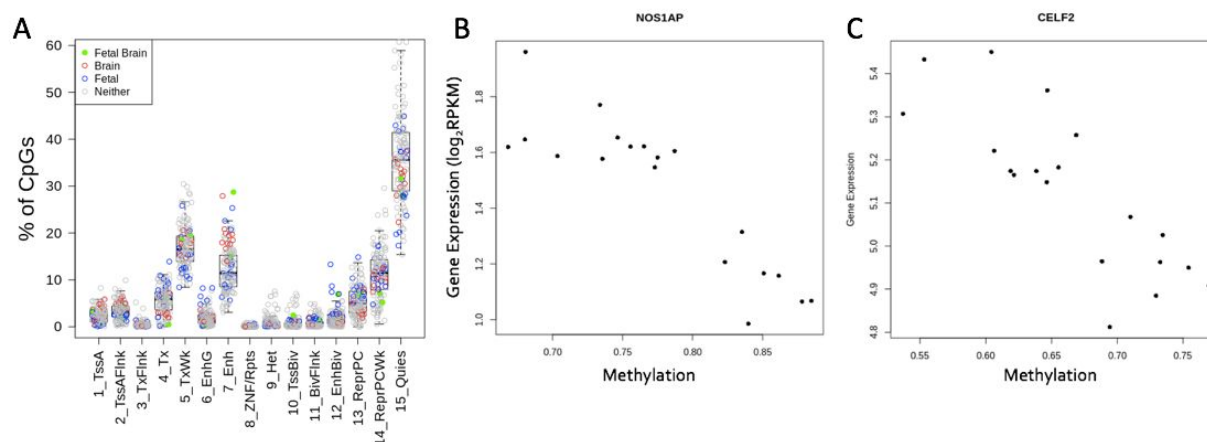 A
60
50
40
30
20
10
0
% of CpGs
Fetal Brain
Brain
Fetal
Neither
1_TssA
2_TssAFlnk
3_TxFlnk
4_Tx
5_TxWk
6_EnhG
7_Enh
8_ZNF/Rpts
9_Het
10_TssBiv
11_BivFlnk
12_EnhBiv
13_ReprPC
14_ReprPCWk
15_Quies
B
NOS1AP
Gene Expression (log₂RPKM)
1.8
1.6
1.4
1.2
1.0
0.70
0.75
0.80
0.85
Methylation
C
CELF2
Gene Expression
5.4
5.3
5.2
5.1
5.0
4.9
4.8
0.55
0.60
0.65
0.70
0.75
Methylation